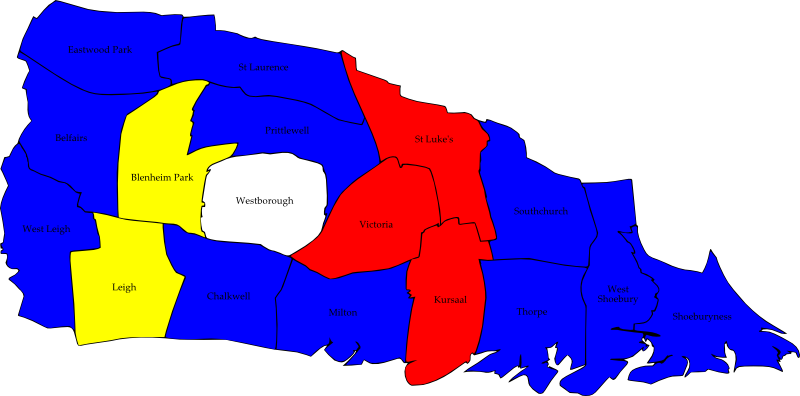 Eastwood Park
St Laurence
Belfairs
Prittlewell
St Luke's
Blenheim Park
Westborough
Southchurch
West Leigh
Victoria
Leigh
Chalkwell
Milton
Kursaal
Thorpe
West
Shoebury
Shoeburyness